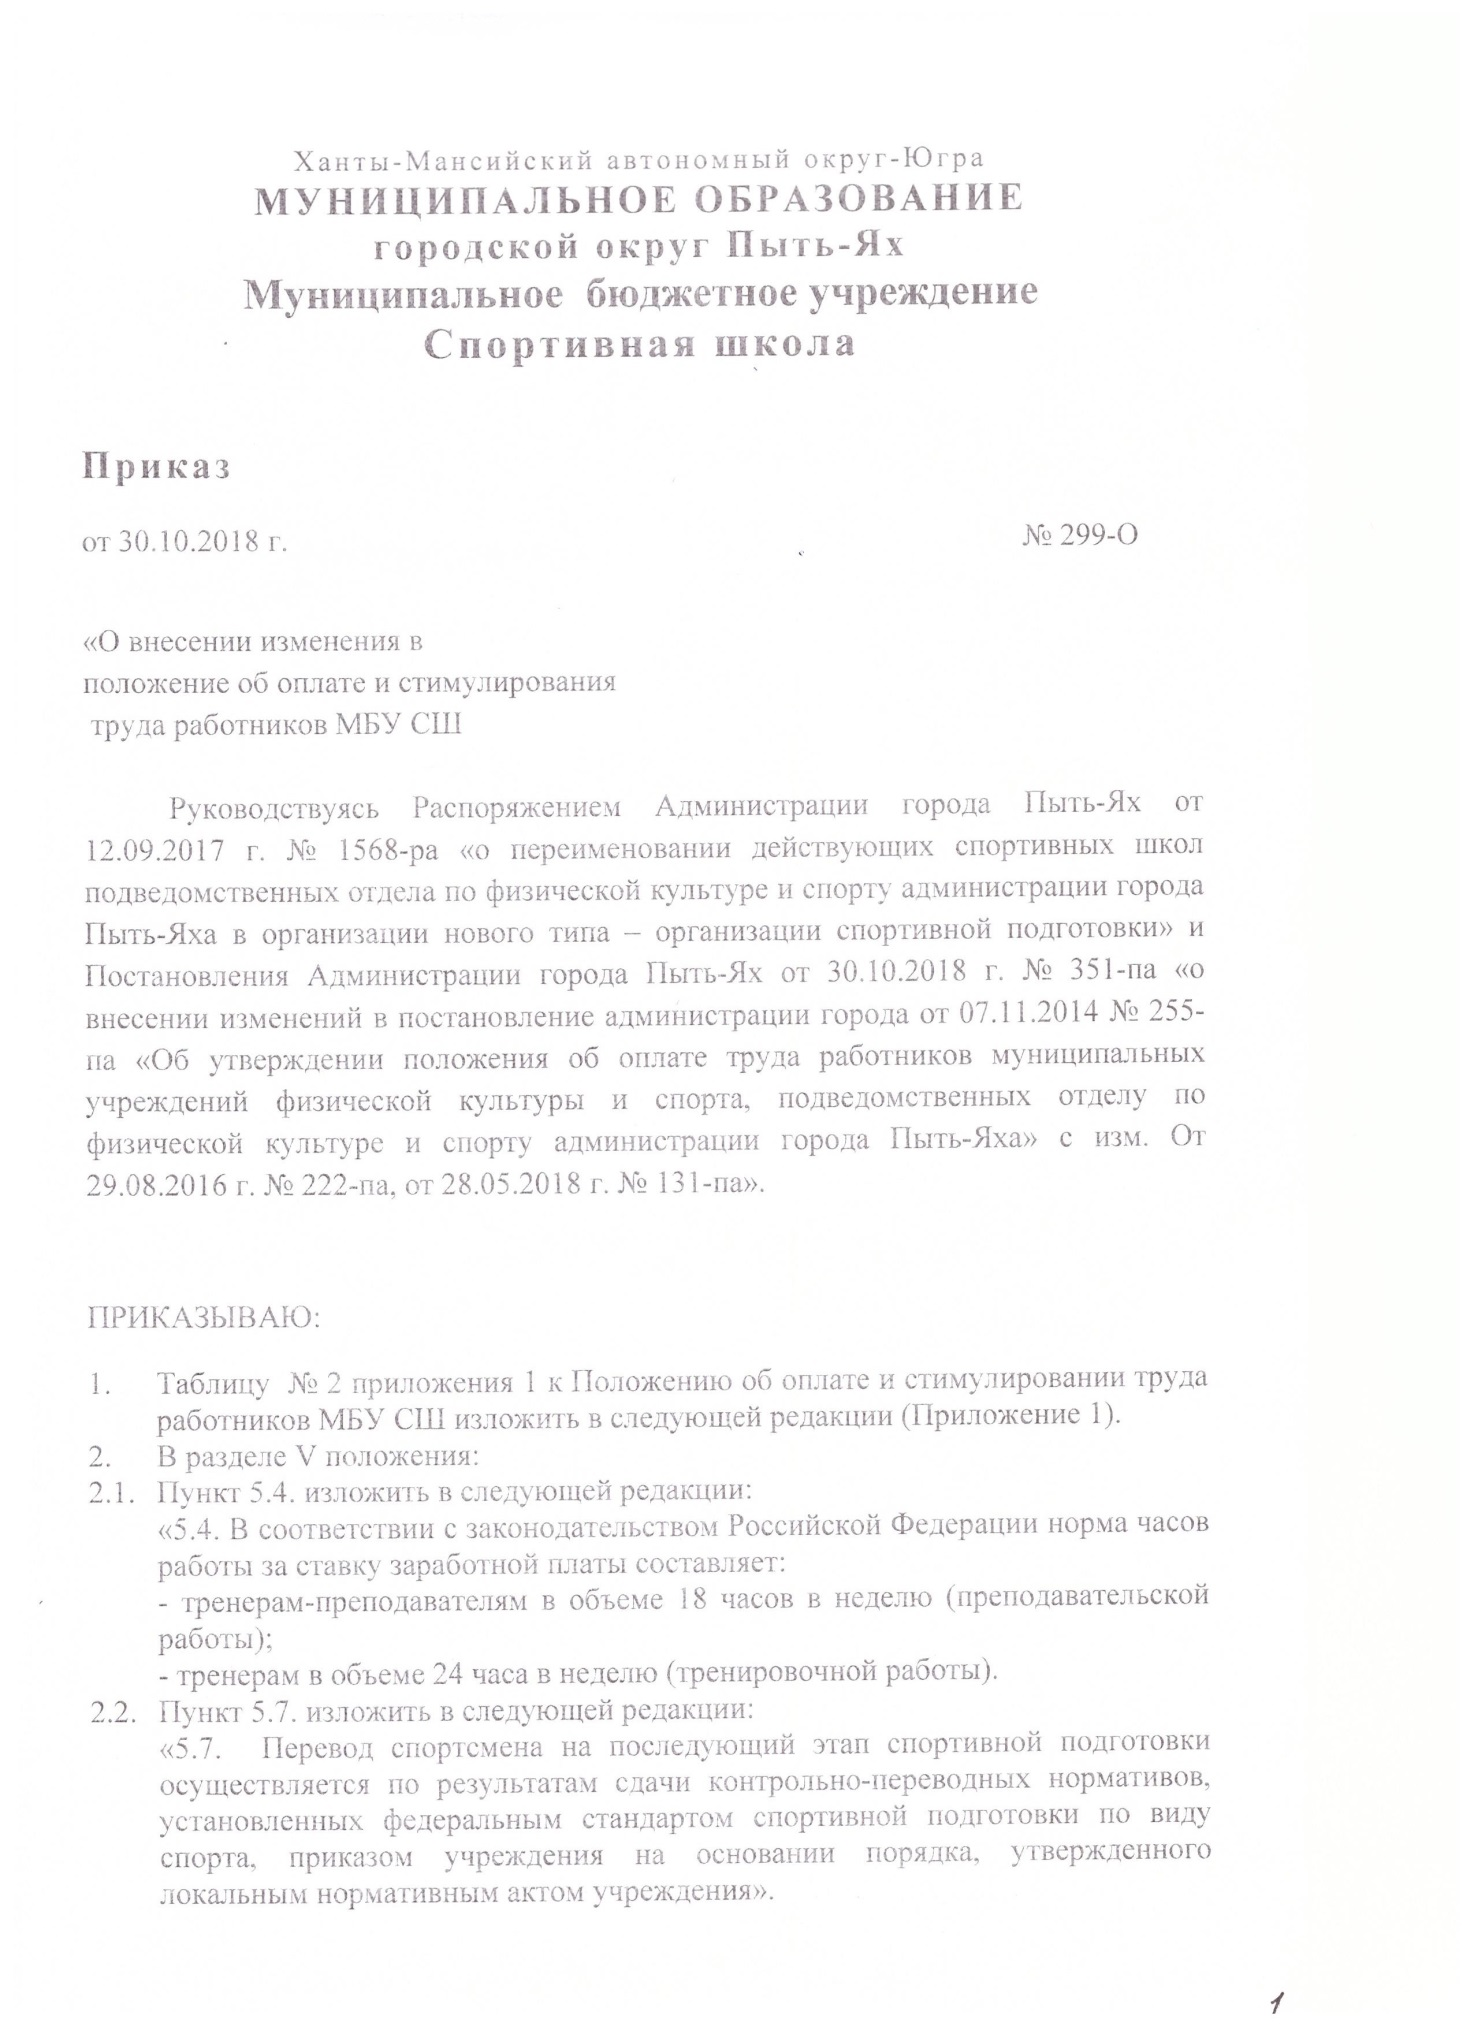 Ханты-Мансийский автономный округ-Югра
МУНИЦИПАЛЬНОЕ ОБРАЗОВАНИЕ
городской округ Пыть-Ях
Муниципальное бюджетное учреждение
Спортивная школа
Приказ
от 30.10.2018 г. № 299-О
«О внесении изменения в
положение об оплате и стимулирования
труда работников МБУ СШ
Руководствуясь Распоряжением Администрации города Пыть-Ях от
12.09.2017 г. № 1568-ра «о переименовании действующих спортивных школ
подведомственных отдела по физической культуре и спорту администрации города
Пыть-Яха в организации нового типа – организации спортивной подготовки» и
Постановления Администрации города Пыть-Ях от 30.10.2018 г. № 351-па «о
внесении изменений в постановление администрации города от 07.11.2014 № 255-
па «Об утверждении положения об оплате труда работников муниципальных
учреждений физической культуры и спорта, подведомственных отделу по
физической культуре и спорту администрации города Пыть-Яха» с изм. От
29.08.2016 г. № 222-па, от 28.05.2018 г. № 131-па».
ПРИКАЗЫВАЮ:
1. Таблицу № 2 приложения 1 к Положению об оплате и стимулировании труда
работников МБУ СШ изложить в следующей редакции (Приложение 1).
2. В разделе V положения:
2.1. Пункт 5.4. изложить в следующей редакции:
«5.4. В соответствии с законодательством Российской Федерации норма часов
работы за ставку заработной платы составляет:
- тренерам-преподавателям в объеме 18 часов в неделю (преподавательской
работы);
- тренерам в объеме 24 часа в неделю (тренировочной работы).
2.2. Пункт 5.7. изложить в следующей редакции:
«5.7. Перевод спортсмена на последующий этап спортивной подготовки
осуществляется по результатам сдачи контрольно-переводных нормативов,
установленных федеральным стандартом спортивной подготовки по виду
спорта, приказом учреждения на основании порядка, утвержденного
локальным нормативным актом учреждения».
1